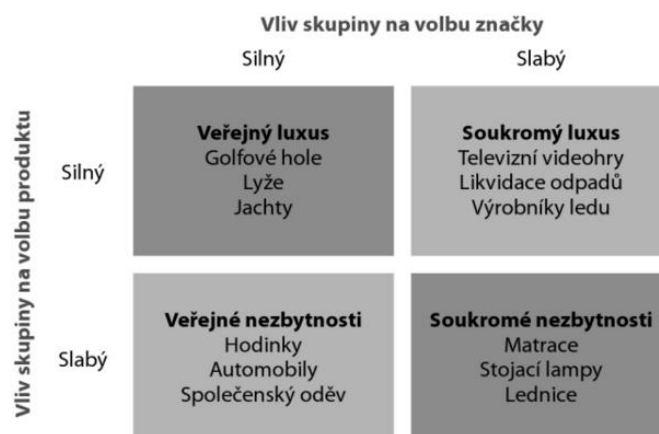 Vliv skupiny na volbu značky
Silný
Slabý
Vliv skupiny na volbu produktu
Silný
Veřejný luxus
Golfové hole
Lyže
Jachty
Soukromý luxus
Televizní videohry
Likvidace odpadů
Výrobníky ledu
Slabý
Veřejné nezbytnosti
Hodinky
Automobily
Společenský oděv
Soukromé nezbytnosti
Matrace
Stojací lampy
Lednice